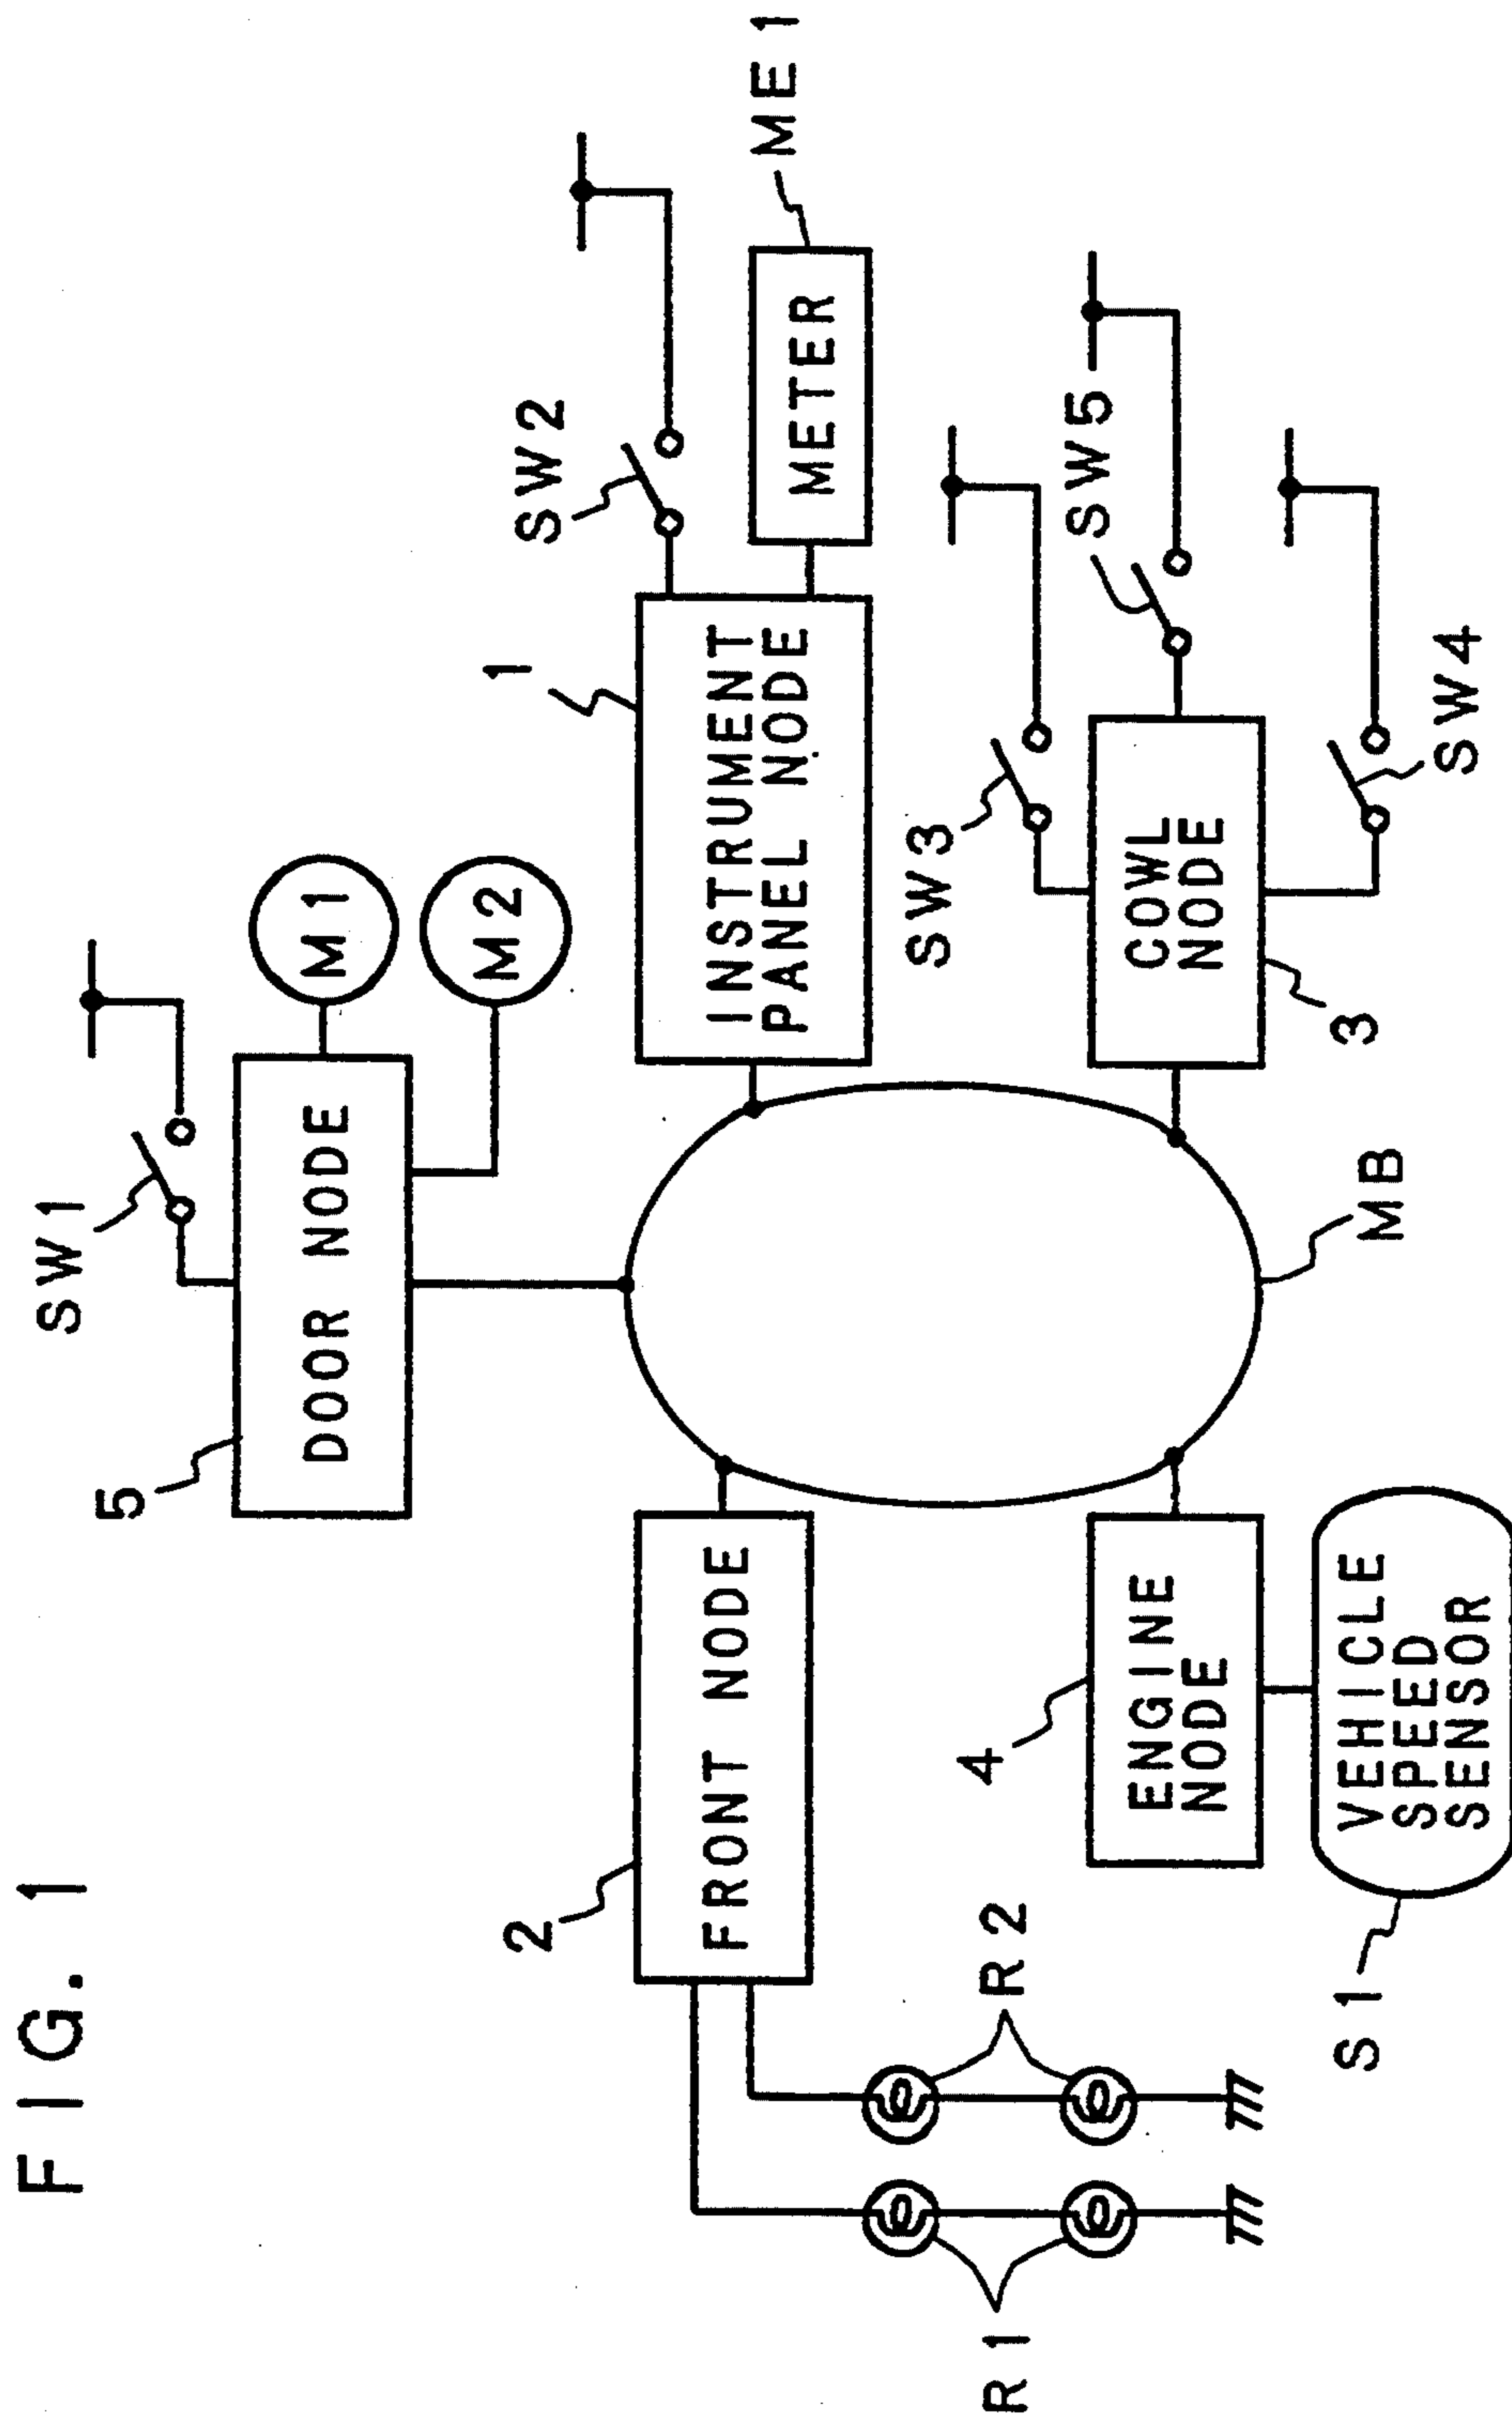 FIG. 1
SW1
5
DOOR NODE
M1
M2
SW2
1
INSTRUMENT
PANEL NODE
METER
ME1
2
FRONT NODE
R1
R2
SW3
SW5
COWL
NODE
3
SW4
4
ENGINE
NODE
MB
VEHICLE
SPEED
SENSOR
S1